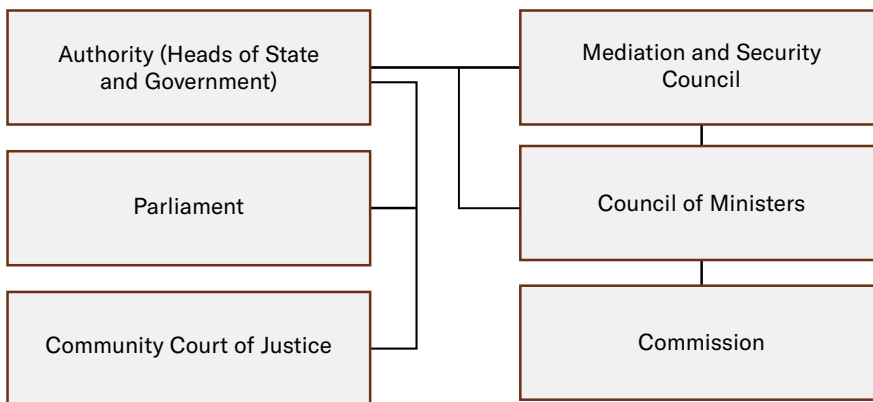 Authority (Heads of State
and Government)
Mediation and Security
Council
Parliament
Council of Ministers
Community Court of Justice
Commission